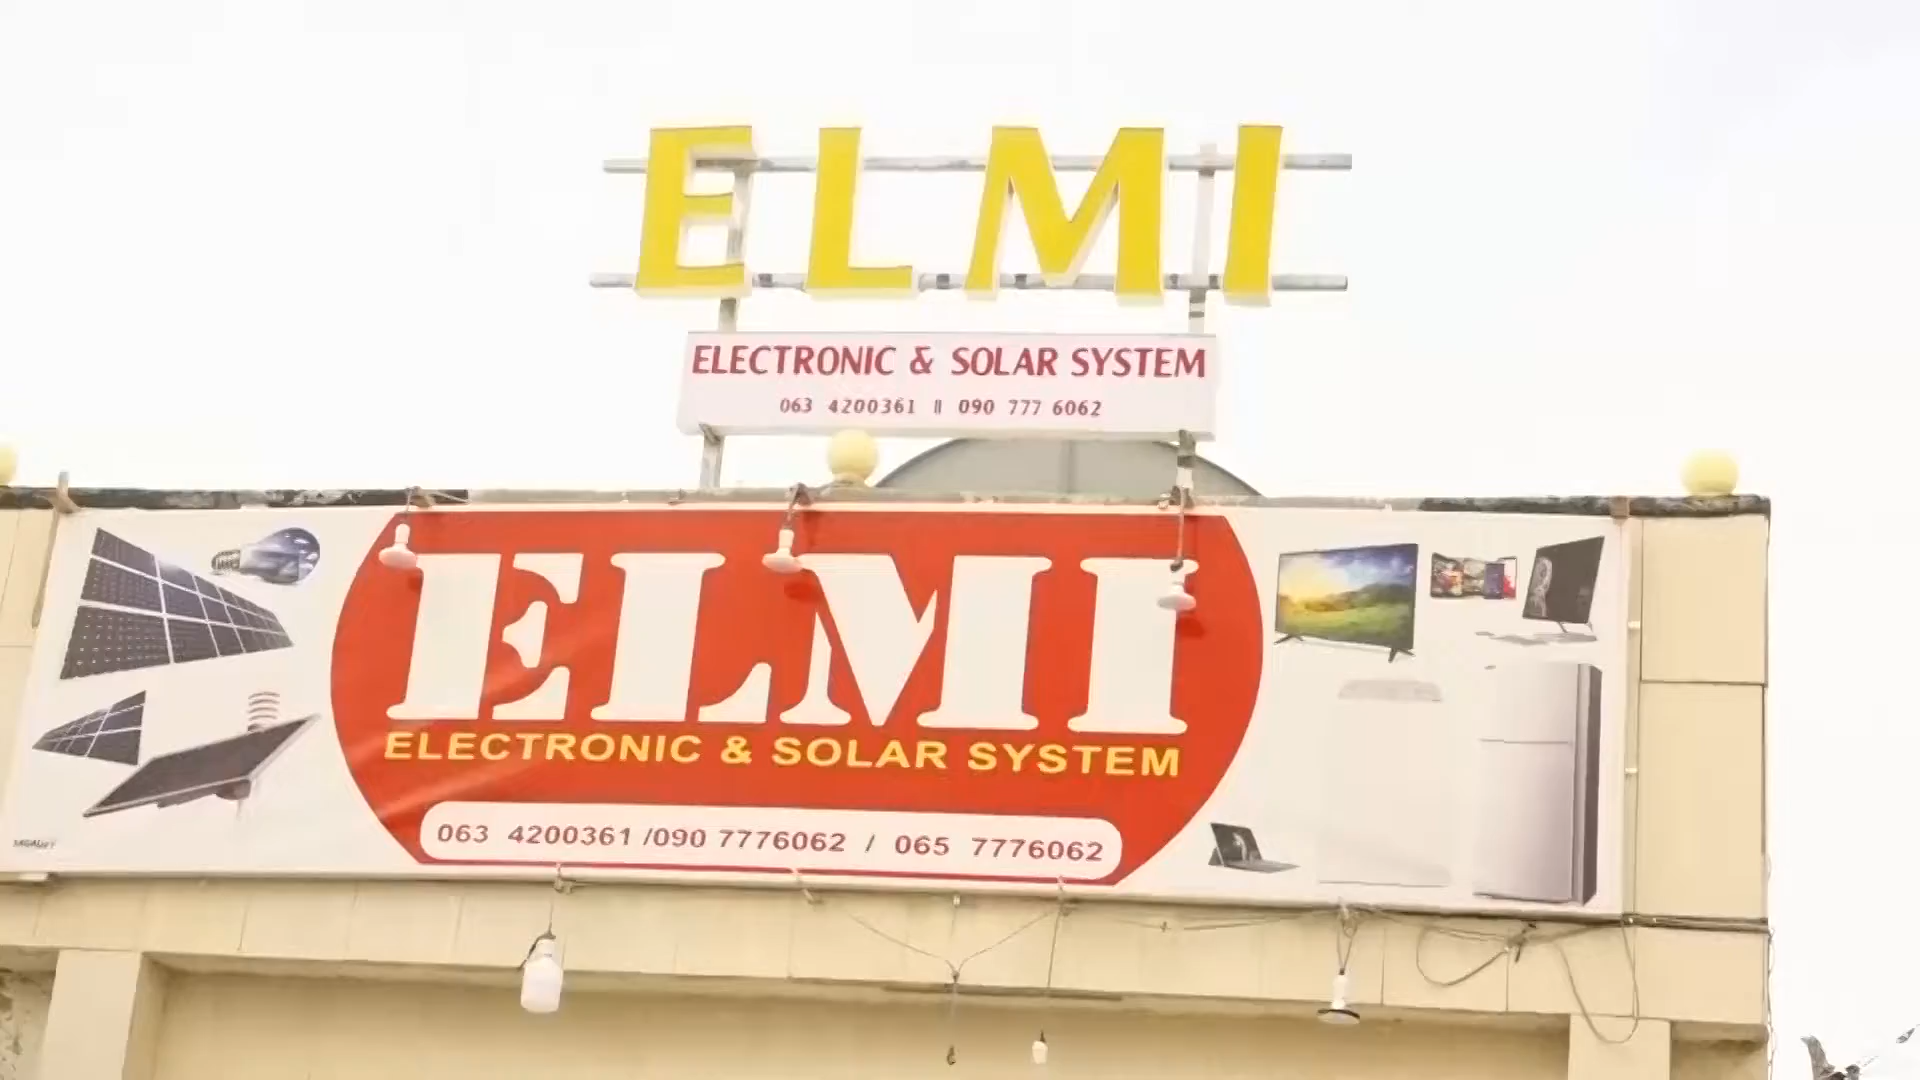 ELMI
ELECTRONIC & SOLAR SYSTEM
063 4200361 || 090 777 6062
ELMI
ELECTRONIC & SOLAR SYSTEM
063 4200361 / 090 7776062 / 065 7776062